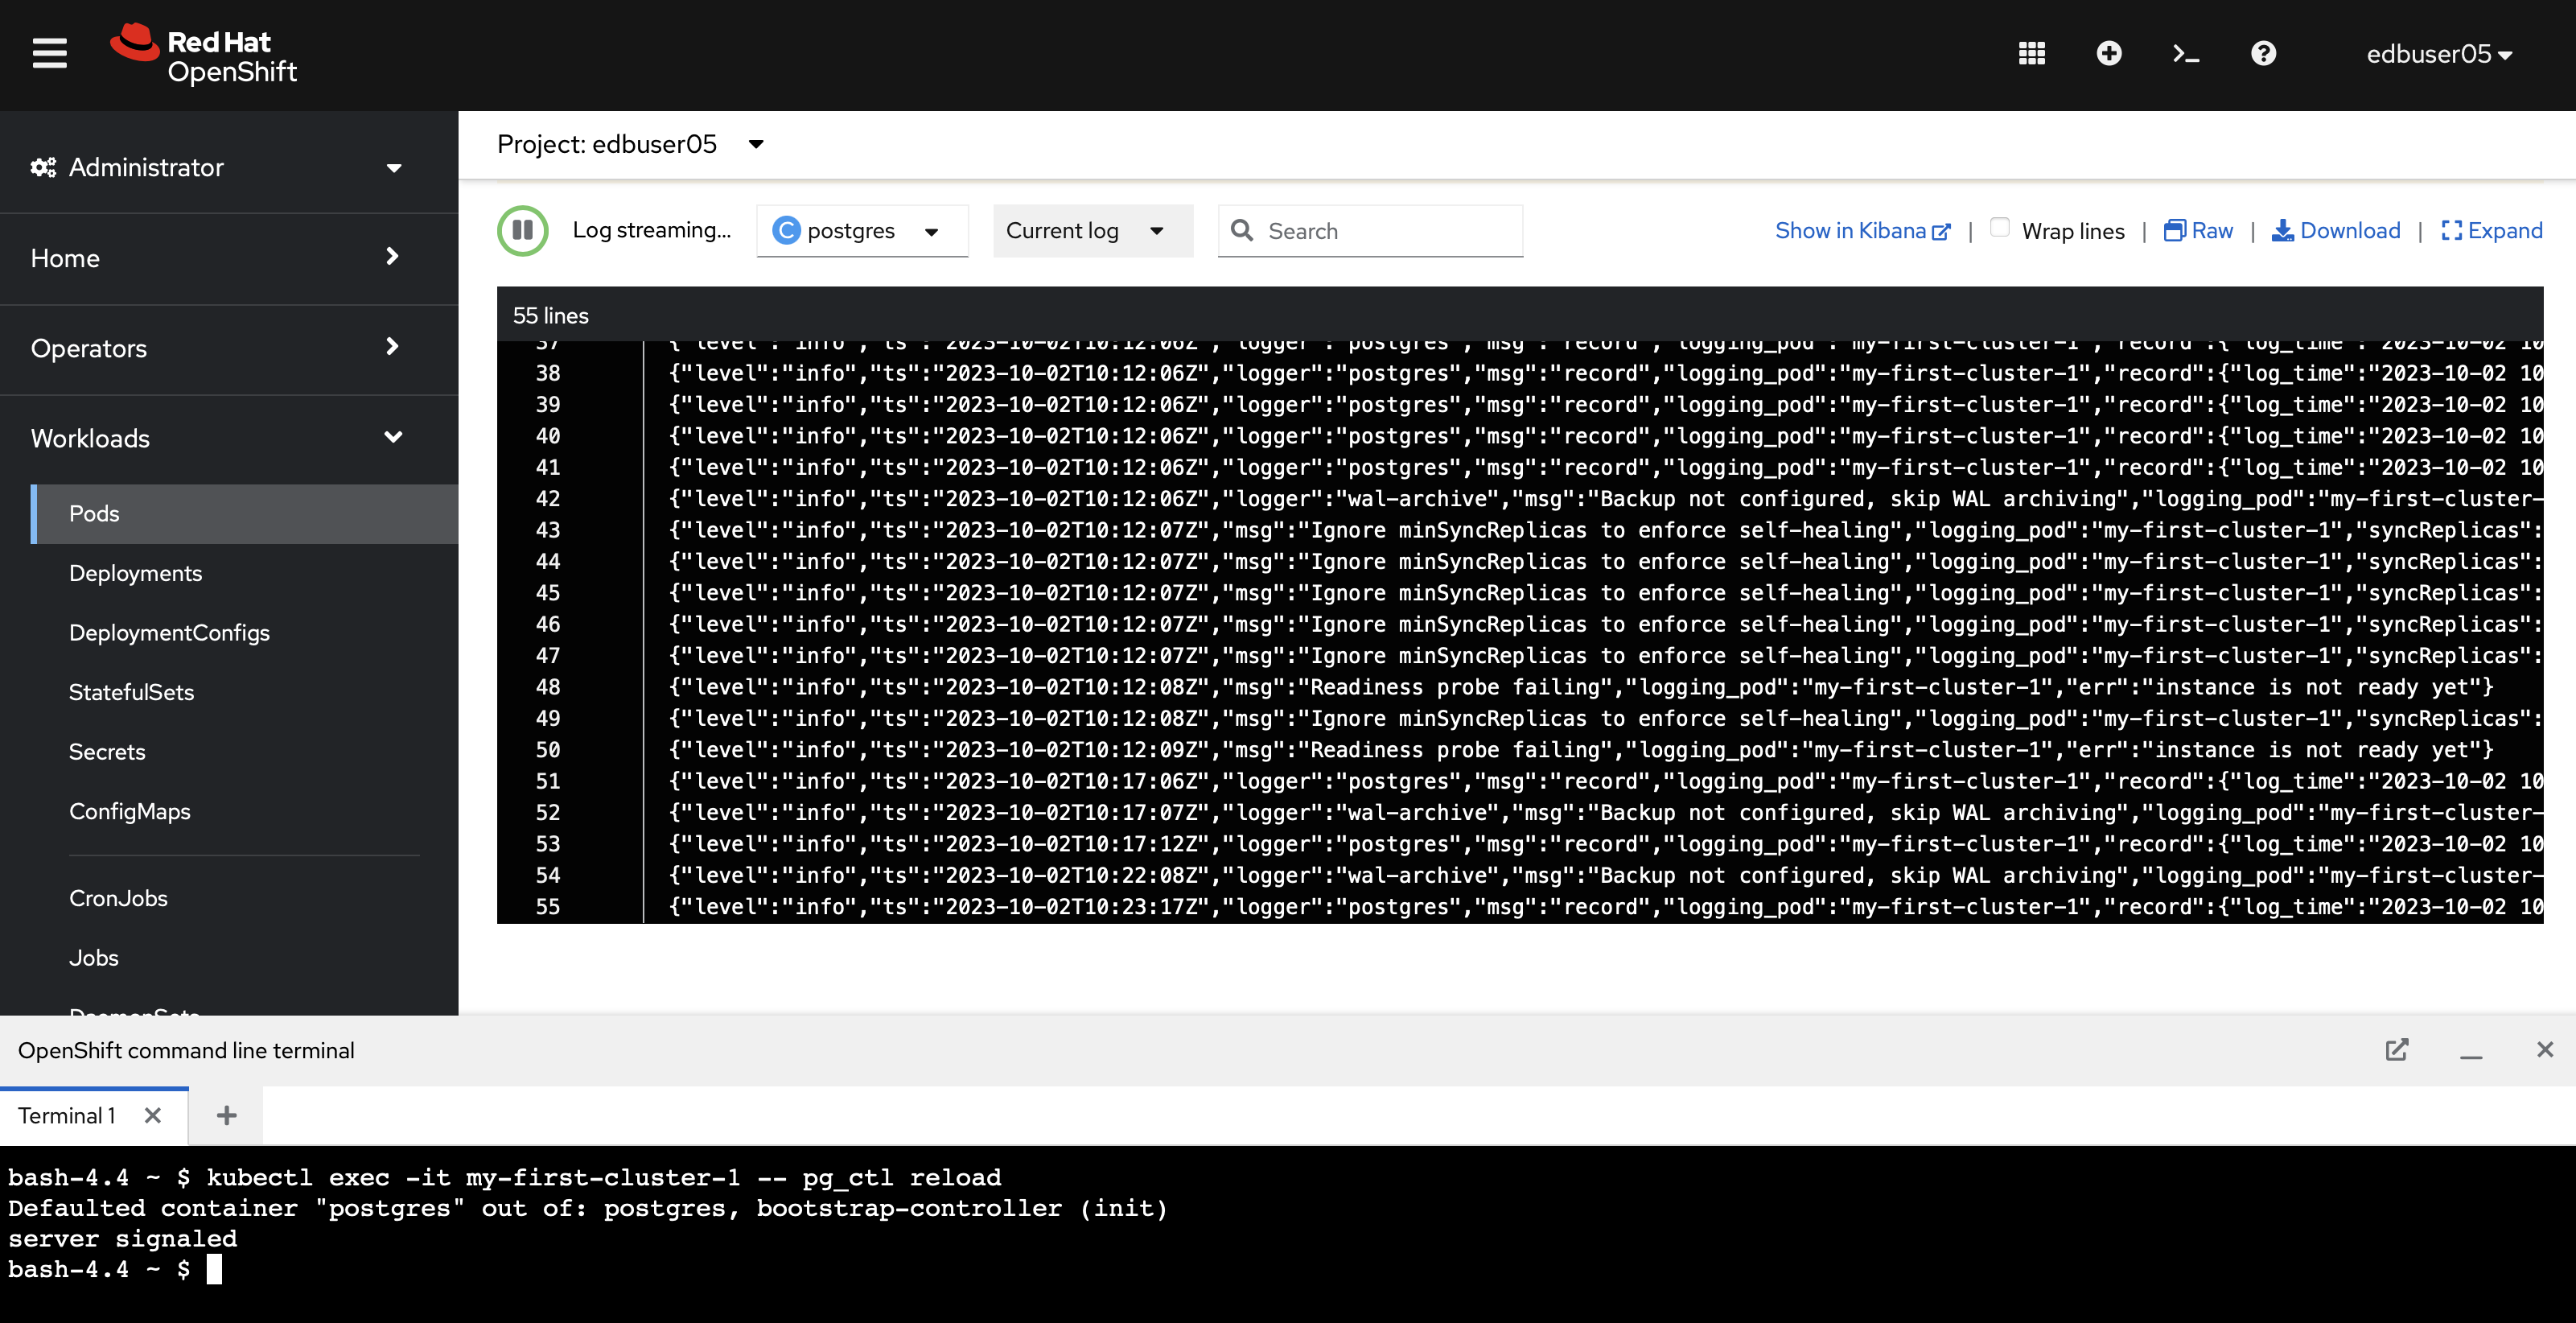 Red Hat
OpenShift
edbuser05
Administrator
Home
Operators
Workloads
Pods
Deployments
DeploymentConfigs
StatefulSets
Secrets
ConfigMaps
CronJobs
Jobs
DaemonSets
Project: edbuser05
Log streaming...
C postgres
Current log
Search
Show in Kibana | Wrap lines | Raw | Download | Expand
55 lines
37 {"level":"info","ts":"2023-10-02T10:12:06Z","logger":"postgres","msg":"record","logging_pod":"my-first-cluster-1","record":{"log_time":"2023-10-02 10
38 {"level":"info","ts":"2023-10-02T10:12:06Z","logger":"postgres","msg":"record","logging_pod":"my-first-cluster-1","record":{"log_time":"2023-10-02 10
39 {"level":"info","ts":"2023-10-02T10:12:06Z","logger":"postgres","msg":"record","logging_pod":"my-first-cluster-1","record":{"log_time":"2023-10-02 10
40 {"level":"info","ts":"2023-10-02T10:12:06Z","logger":"postgres","msg":"record","logging_pod":"my-first-cluster-1","record":{"log_time":"2023-10-02 10
41 {"level":"info","ts":"2023-10-02T10:12:06Z","logger":"postgres","msg":"record","logging_pod":"my-first-cluster-1","record":{"log_time":"2023-10-02 10
42 {"level":"info","ts":"2023-10-02T10:12:06Z","logger":"wal-archive","msg":"Backup not configured, skip WAL archiving","logging_pod":"my-first-cluster-
43 {"level":"info","ts":"2023-10-02T10:12:07Z","msg":"Ignore minSyncReplicas to enforce self-healing","logging_pod":"my-first-cluster-1","syncReplicas":
44 {"level":"info","ts":"2023-10-02T10:12:07Z","msg":"Ignore minSyncReplicas to enforce self-healing","logging_pod":"my-first-cluster-1","syncReplicas":
45 {"level":"info","ts":"2023-10-02T10:12:07Z","msg":"Ignore minSyncReplicas to enforce self-healing","logging_pod":"my-first-cluster-1","syncReplicas":
46 {"level":"info","ts":"2023-10-02T10:12:07Z","msg":"Ignore minSyncReplicas to enforce self-healing","logging_pod":"my-first-cluster-1","syncReplicas":
47 {"level":"info","ts":"2023-10-02T10:12:07Z","msg":"Ignore minSyncReplicas to enforce self-healing","logging_pod":"my-first-cluster-1","syncReplicas":
48 {"level":"info","ts":"2023-10-02T10:12:08Z","msg":"Readiness probe failing","logging_pod":"my-first-cluster-1","err":"instance is not ready yet"}
49 {"level":"info","ts":"2023-10-02T10:12:08Z","msg":"Ignore minSyncReplicas to enforce self-healing","logging_pod":"my-first-cluster-1","syncReplicas":
50 {"level":"info","ts":"2023-10-02T10:12:09Z","msg":"Readiness probe failing","logging_pod":"my-first-cluster-1","err":"instance is not ready yet"}
51 {"level":"info","ts":"2023-10-02T10:17:06Z","logger":"postgres","msg":"record","logging_pod":"my-first-cluster-1","record":{"log_time":"2023-10-02 10
52 {"level":"info","ts":"2023-10-02T10:17:07Z","logger":"wal-archive","msg":"Backup not configured, skip WAL archiving","logging_pod":"my-first-cluster-
53 {"level":"info","ts":"2023-10-02T10:17:12Z","logger":"postgres","msg":"record","logging_pod":"my-first-cluster-1","record":{"log_time":"2023-10-02 10
54 {"level":"info","ts":"2023-10-02T10:22:08Z","logger":"wal-archive","msg":"Backup not configured, skip WAL archiving","logging_pod":"my-first-cluster-
55 {"level":"info","ts":"2023-10-02T10:23:17Z","logger":"postgres","msg":"record","logging_pod":"my-first-cluster-1","record":{"log_time":"2023-10-02 10
OpenShift command line terminal
Terminal 1
bash-4.4 ~ $ kubectl exec -it my-first-cluster-1 -- pg_ctl reload
Defaulted container "postgres" out of: postgres, bootstrap-controller (init)
server signaled
bash-4.4 ~ $